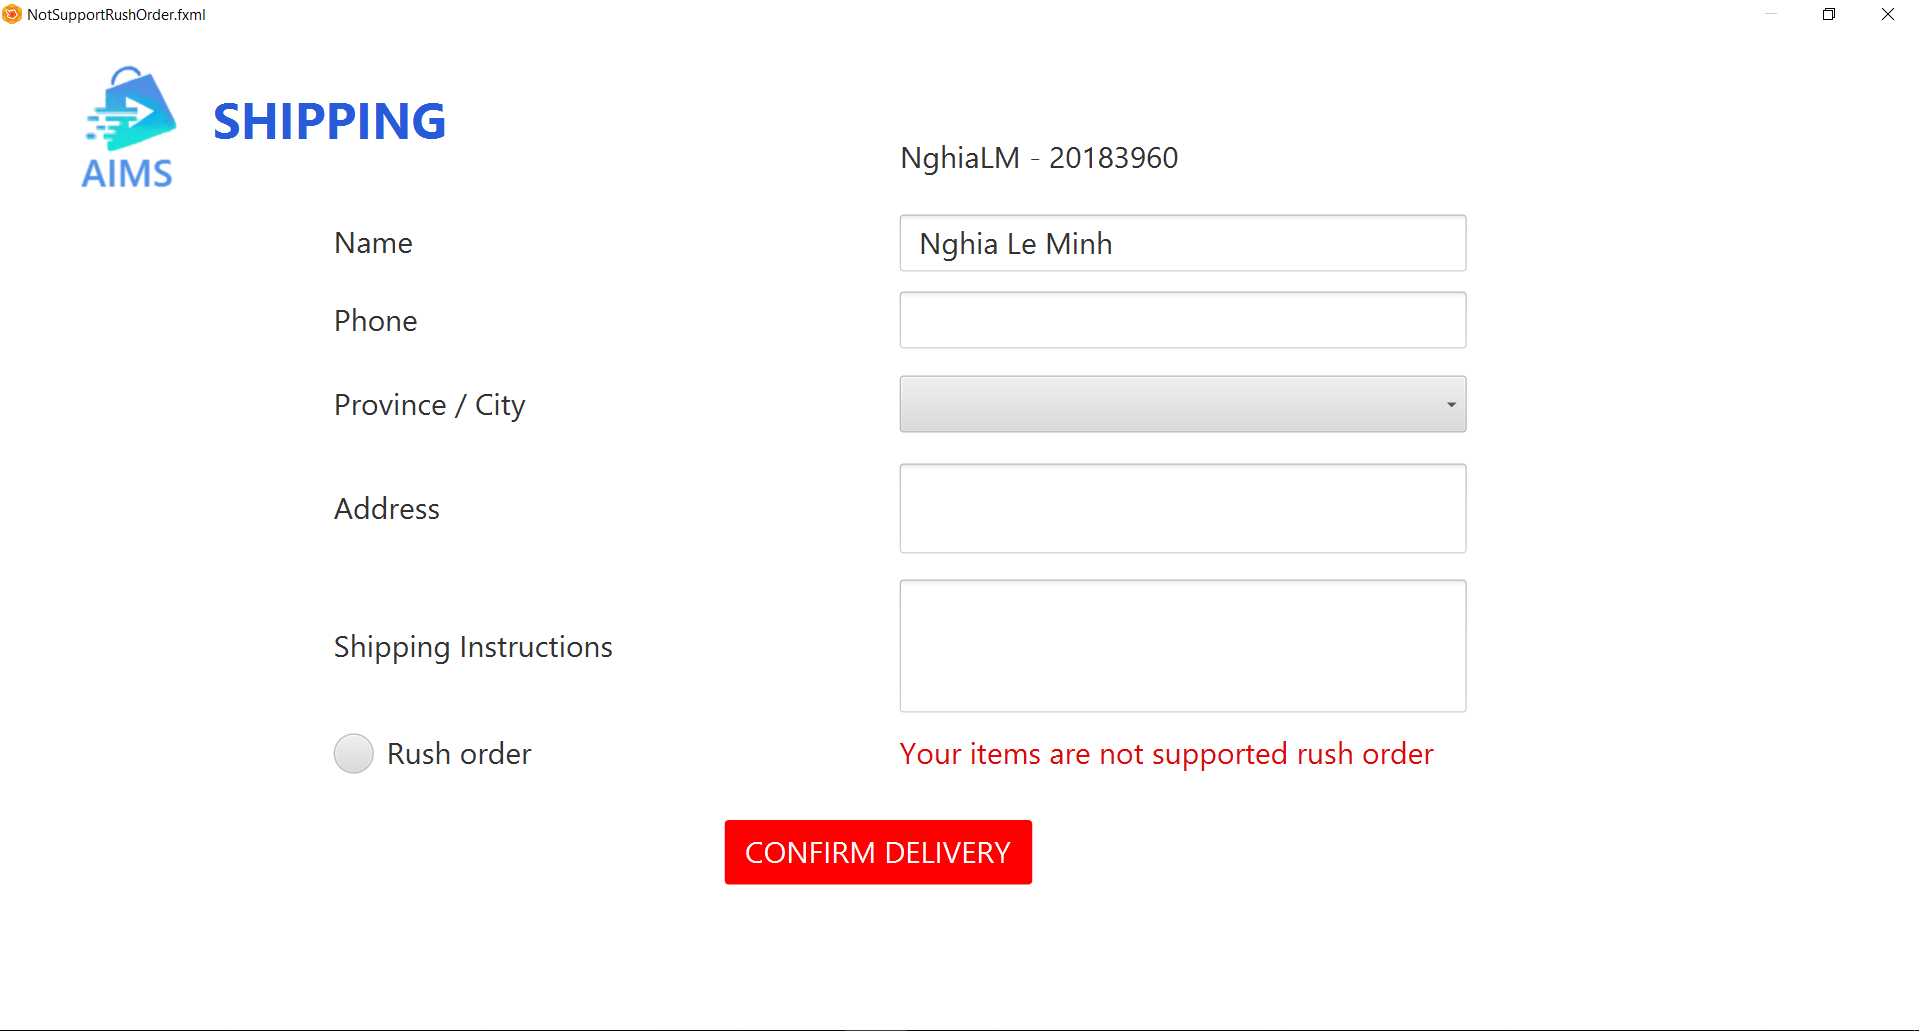 NotSupportRushOrder.fxml
AIMS
SHIPPING
NghiaLM - 20183960
Name
Nghia Le Minh
Phone
Province / City
Address
Shipping Instructions
Rush order
Your items are not supported rush order
CONFIRM DELIVERY